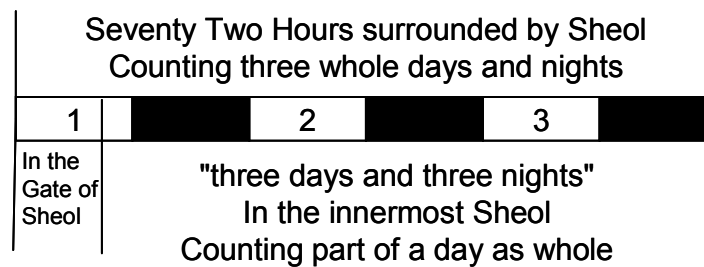 Seventy Two Hours surrounded by Sheol
Counting three whole days and nights
1 2 3
In the
Gate of
Sheol
"three days and three nights"
In the innermost Sheol
Counting part of a day as whole